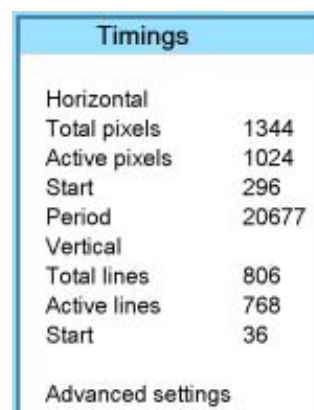 Timings
Horizontal
Total pixels 1344
Active pixels 1024
Start 296
Period 20677
Vertical
Total lines 806
Active lines 768
Start 36
Advanced settings